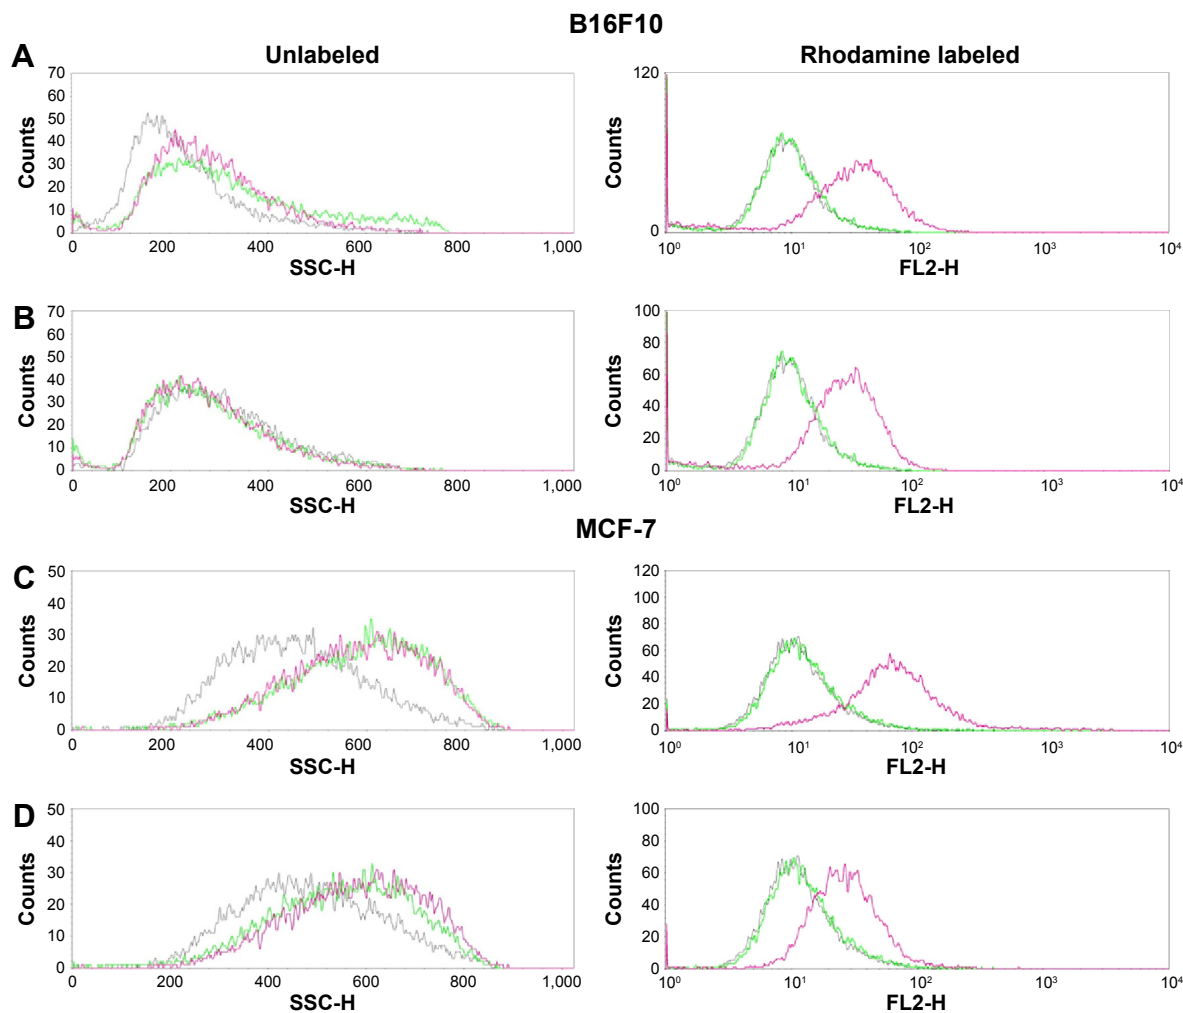 B16F10
A Unlabeled Rhodamine labeled
70 60 50 40 30 20 10 0
Counts
0 200 400 600 800 1,000
SSC-H
120 0
Counts
10⁰ 10¹ 10² 10³ 10⁴
FL2-H
B
70 60 50 40 30 20 10 0
Counts
0 200 400 600 800 1,000
SSC-H
100 80 60 40 20 0
Counts
10⁰ 10¹ 10² 10³ 10⁴
FL2-H
MCF-7
C
50 40 30 20 10 0
Counts
0 200 400 600 800 1,000
SSC-H
120 100 80 60 40 20 0
Counts
10⁰ 10¹ 10² 10³ 10⁴
FL2-H
D
50 40 30 20 10 0
Counts
0 200 400 600 800 1,000
SSC-H
100 80 60 40 20 0
Counts
10⁰ 10¹ 10² 10³ 10⁴
FL2-H